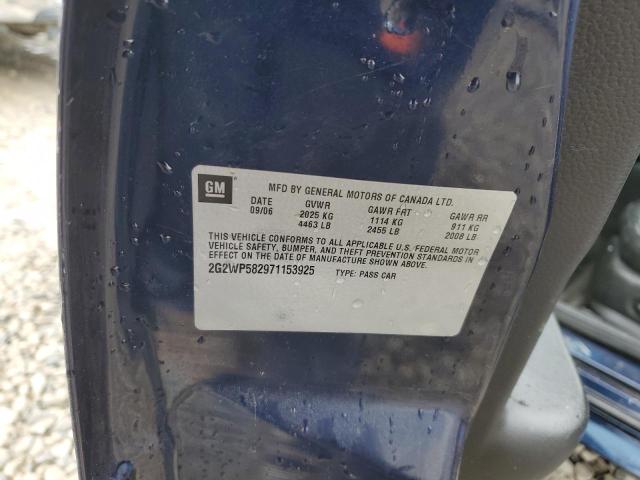 GM MFD BY GENERAL MOTORS OF CANADA LTD.
DATE GVWR GAWR FRT GAWR RR
09/06 2025 KG 1114 KG 911 KG
4463 LB 2455 LB 2008 LB
THIS VEHICLE CONFORMS TO ALL APPLICABLE U.S. FEDERAL MOTOR
VEHICLE SAFETY, BUMPER, AND THEFT PREVENTION STANDARDS IN
EFFECT ON THE DATE OF MANUFACTURE SHOWN ABOVE.
2G2WP582971153925 TYPE: PASS CAR